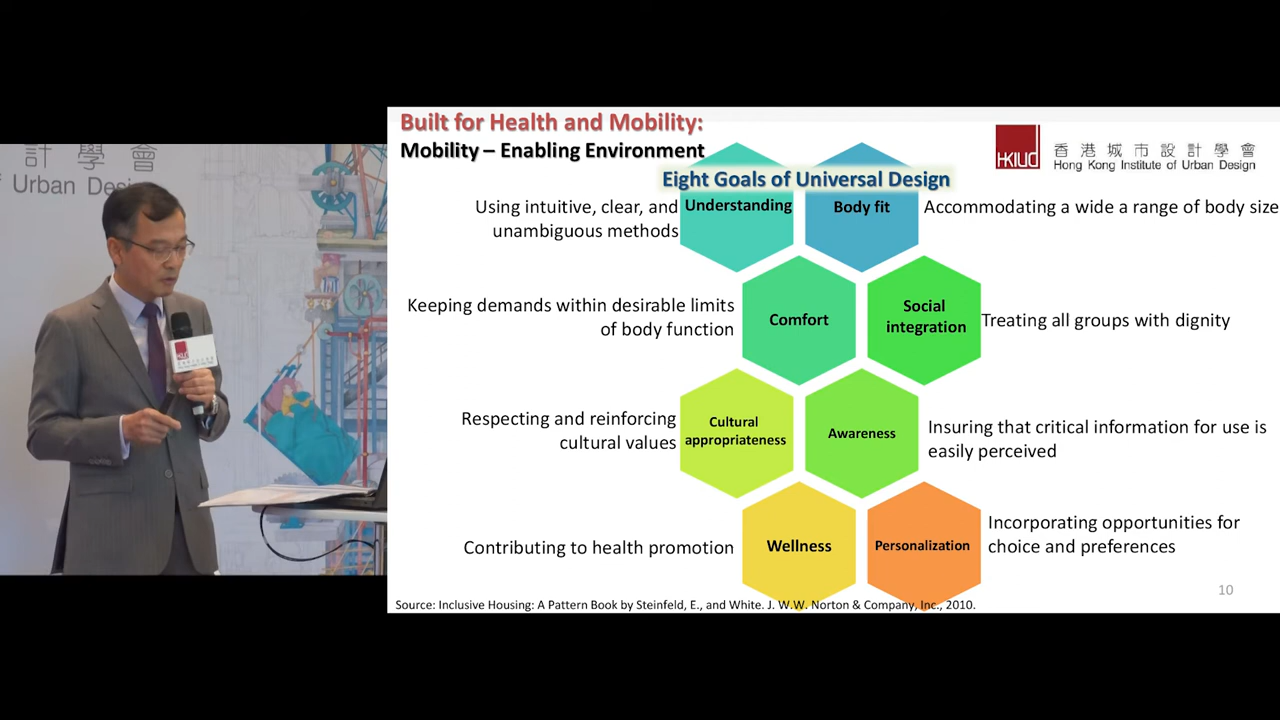 計學會
Urban Desi
HKIUD
Built for Health and Mobility:
Mobility – Enabling Environment
HKIUD
香港城市設計學會
Hong Kong Institute of Urban Design
Eight Goals of Universal Design
Using intuitive, clear, and
unambiguous methods
Understanding
Body fit
Accommodating a wide a range of body size
Keeping demands within desirable limits
of body function
Comfort
Social
integration
Treating all groups with dignity
Respecting and reinforcing
cultural values
Cultural
appropriateness
Awareness
Insuring that critical information for use is
easily perceived
Contributing to health promotion
Wellness
Personalization
Incorporating opportunities for
choice and preferences
10
Source: Inclusive Housing: A Pattern Book by Steinfeld, E., and White. J. W.W. Norton & Company, Inc., 2010.